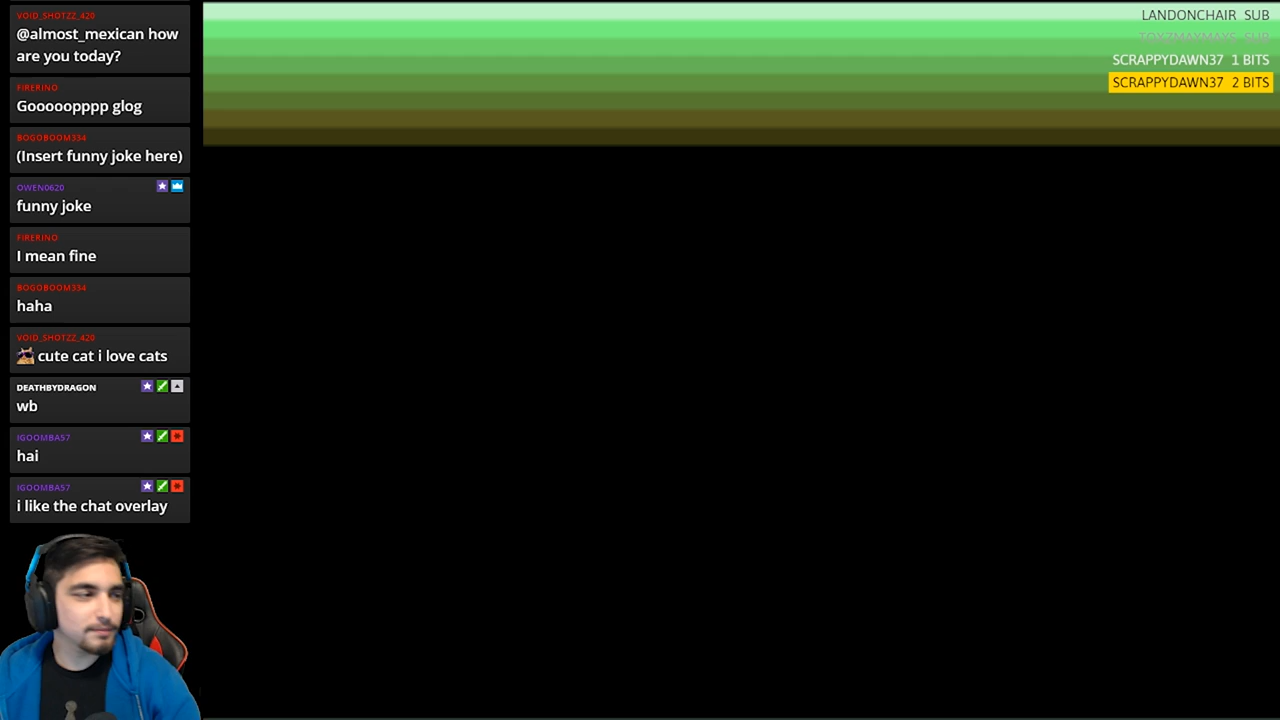 VOID_SHOTZZ_420
@almost_mexican how
are you today?
FIRERINO
Gooooopppp glog
BOGOBOOM334
(Insert funny joke here)
OWEN0620
funny joke
FIRERINO
I mean fine
BOGOBOOM334
haha
VOID_SHOTZZ_420
cute cat i love cats
DEATHBYDRAGON
wb
IGOOMBA57
hai
IGOOMBA57
i like the chat overlay
LANDONCHAIR SUB
SUB
SCRAPPYDAWN37 1 BITS
SCRAPPYDAWN37 2 BITS